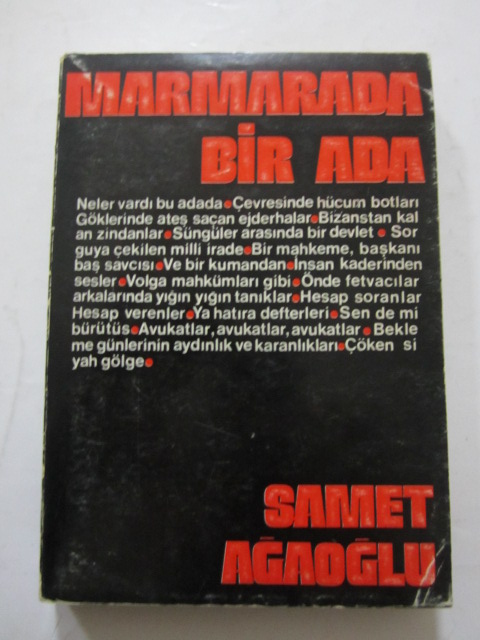 MARMARADA
BİR ADA
Neler vardı bu adada•Çevresinde hücum botları
Göklerinde ateş saçan ejderhalar•Bizanstan kal
an zindanlar•Süngüler arasında bir devlet • Sor
guya çekilen milli irade•Bir mahkeme, başkanı
baş savcısı•Ve bir kumandan•İnsan kaderinden
sesler•Volga mahkümları gibi•Önde fetvacılar
arkalarında yığın yığın tanıklar•Hesap soranlar
Hesap verenler•Ya hatıra defterleri•Sen de mi
bürütüs•Avukatlar, avukatlar, avukatlar•Bekle
me günlerinin aydınlık ve karanlıkları•Çöken si
yah gölge•
SAMET
AĞAOĞLU